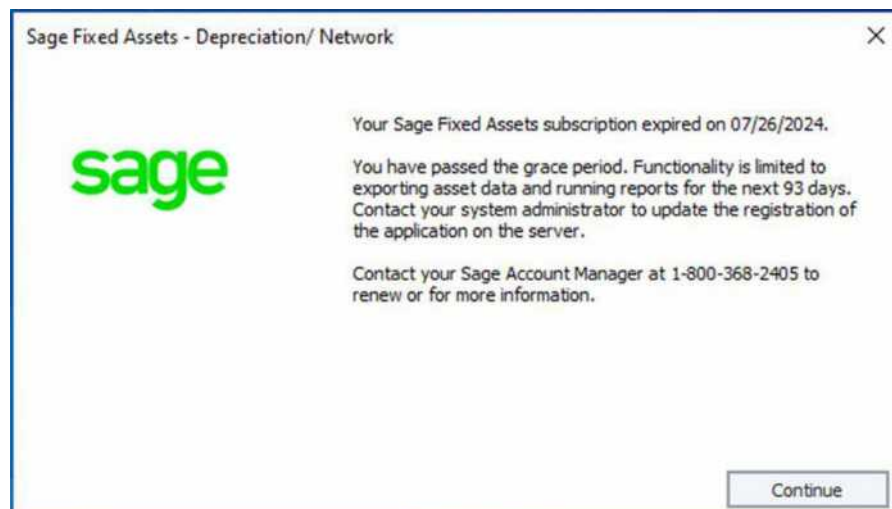 Sage Fixed Assets - Depreciation/ Network
sage
Your Sage Fixed Assets subscription expired on 07/26/2024.
You have passed the grace period. Functionality is limited to
exporting asset data and running reports for the next 93 days.
Contact your system administrator to update the registration of
the application on the server.
Contact your Sage Account Manager at 1-800-368-2405 to
renew or for more information.
Continue